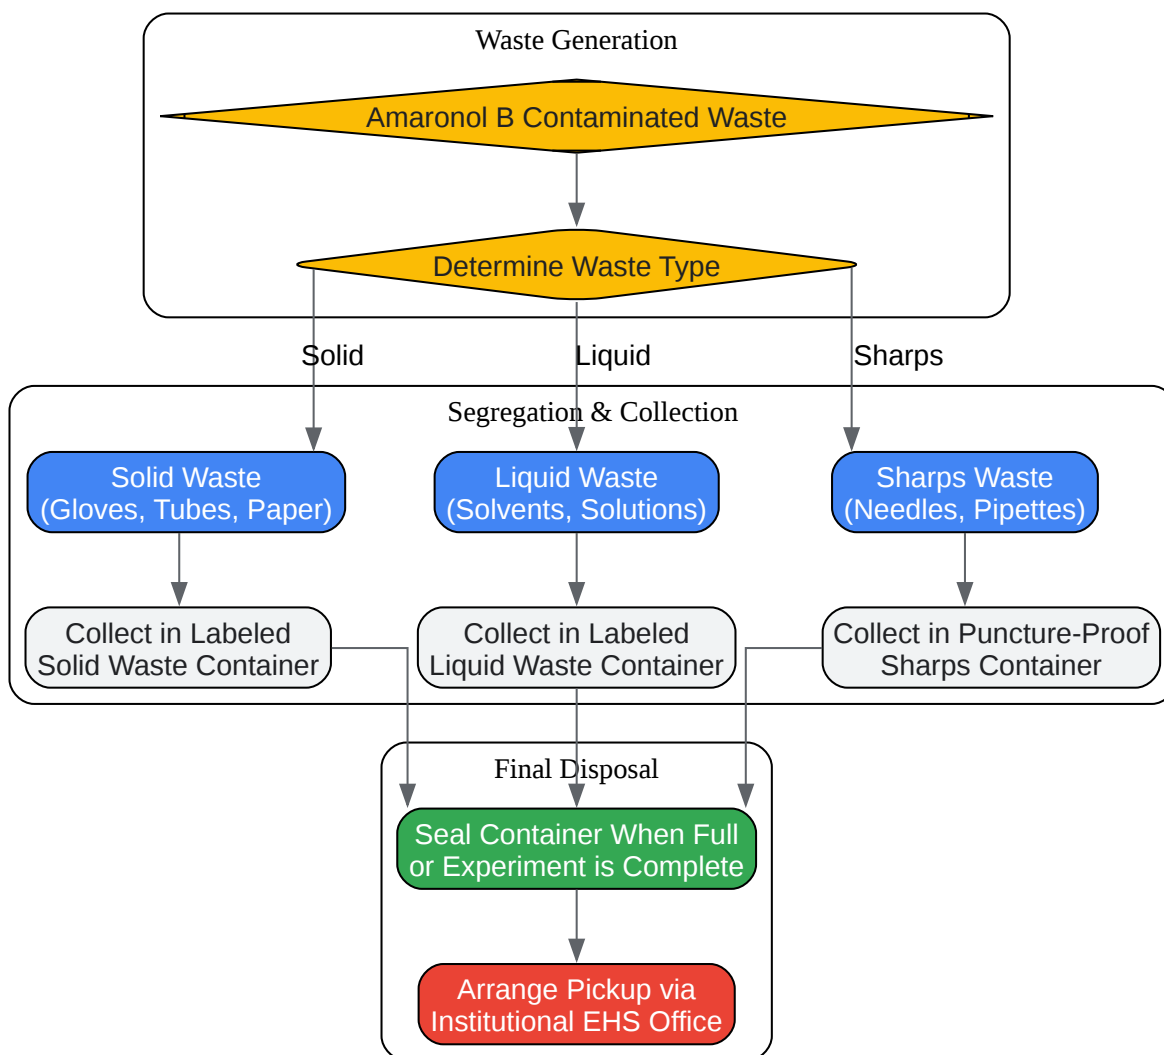 Waste Generation
Amaronol B Contaminated Waste
Determine Waste Type
Solid
Liquid
Sharps
Segregation & Collection
Solid Waste
(Gloves, Tubes, Paper)
Liquid Waste
(Solvents, Solutions)
Sharps Waste
(Needles, Pipettes)
Collect in Labeled
Solid Waste Container
Collect in Labeled
Liquid Waste Container
Collect in Puncture-Proof
Sharps Container
Final Disposal
Seal Container When Full
or Experiment is Complete
Arrange Pickup via
Institutional EHS Office